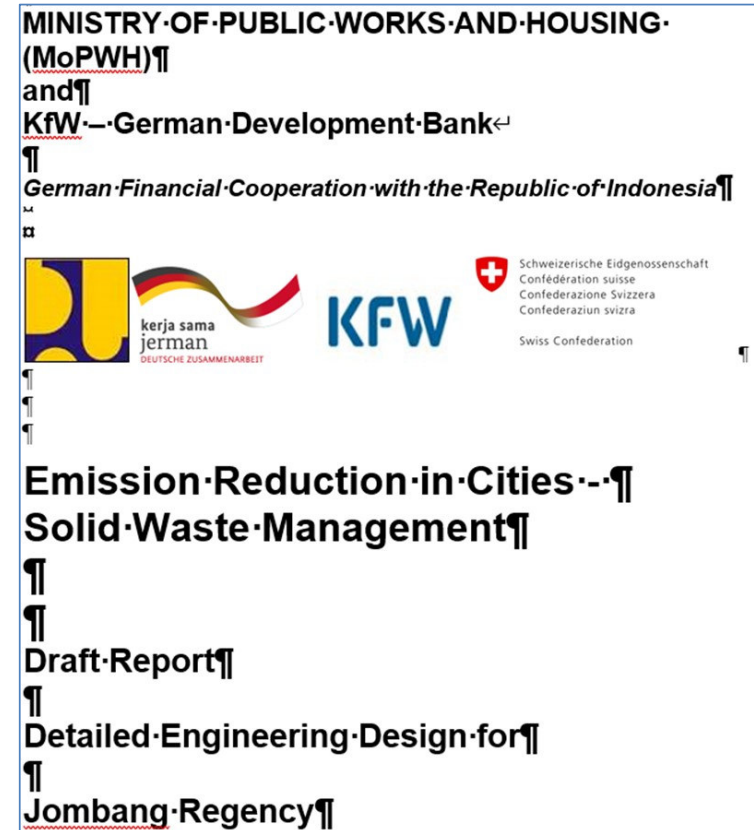 MINISTRY·OF·PUBLIC·WORKS·AND·HOUSING·
(MoPWH)¶
and¶
KfW·–·German·Development·Bank↵
¶
German·Financial·Cooperation·with·the·Republic·of·Indonesia¶
¤
kerja sama
jerman
DEUTSCHE ZUSAMMENARBEIT
KFW
Schweizerische Eidgenossenschaft
Confédération suisse
Confederazione Svizzera
Confederaziun svizra
Swiss Confederation
¶
¶
¶
¶
Emission·Reduction·in·Cities·-·¶
Solid·Waste·Management¶
¶
¶
Draft·Report¶
¶
Detailed·Engineering·Design·for¶
¶
Jombang·Regency¶